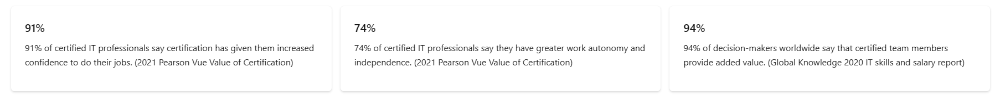 91%
91% of certified IT professionals say certification has given them increased
confidence to do their jobs. (2021 Pearson Vue Value of Certification)
74%
74% of certified IT professionals say they have greater work autonomy and
independence. (2021 Pearson Vue Value of Certification)
94%
94% of decision-makers worldwide say that certified team members
provide added value. (Global Knowledge 2020 IT skills and salary report)